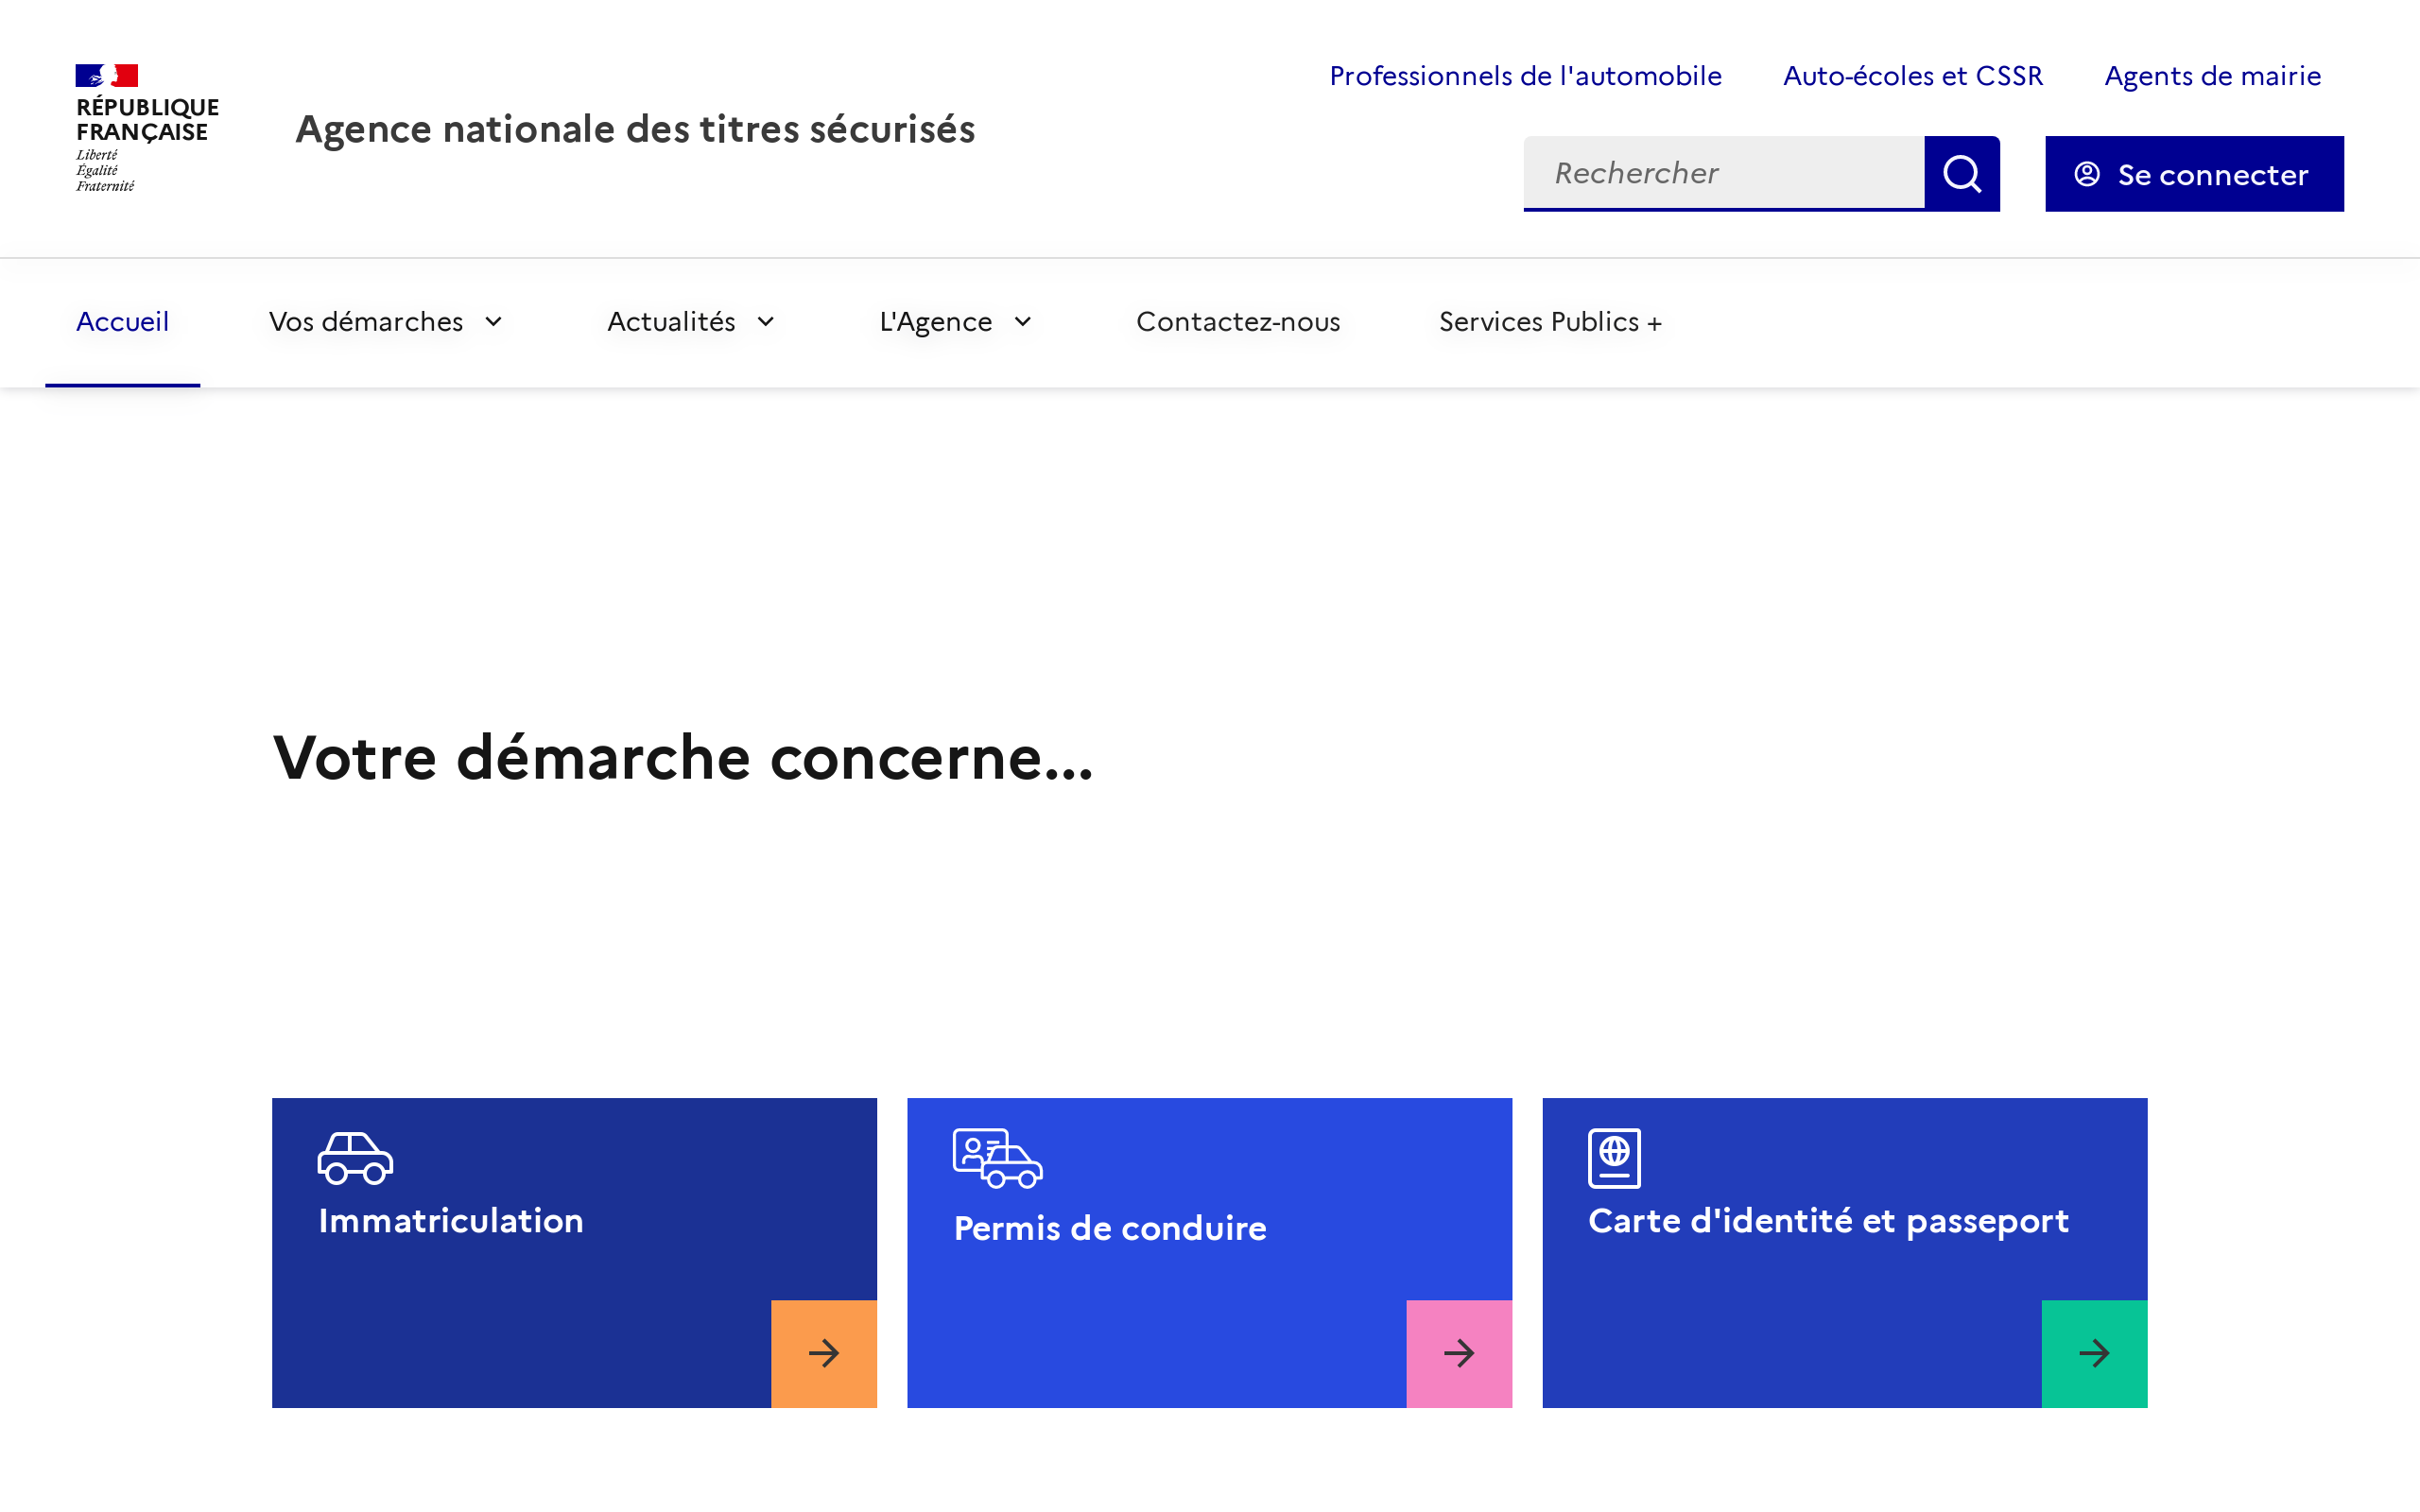 RÉPUBLIQUE
FRANÇAISE
Liberté
Égalité
Fraternité
Agence nationale des titres sécurisés
Professionnels de l'automobile
Auto-écoles et CSSR
Agents de mairie
Rechercher
Se connecter
Accueil
Vos démarches
Actualités
L'Agence
Contactez-nous
Services Publics +
Votre démarche concerne...
Immatriculation
Permis de conduire
Carte d'identité et passeport